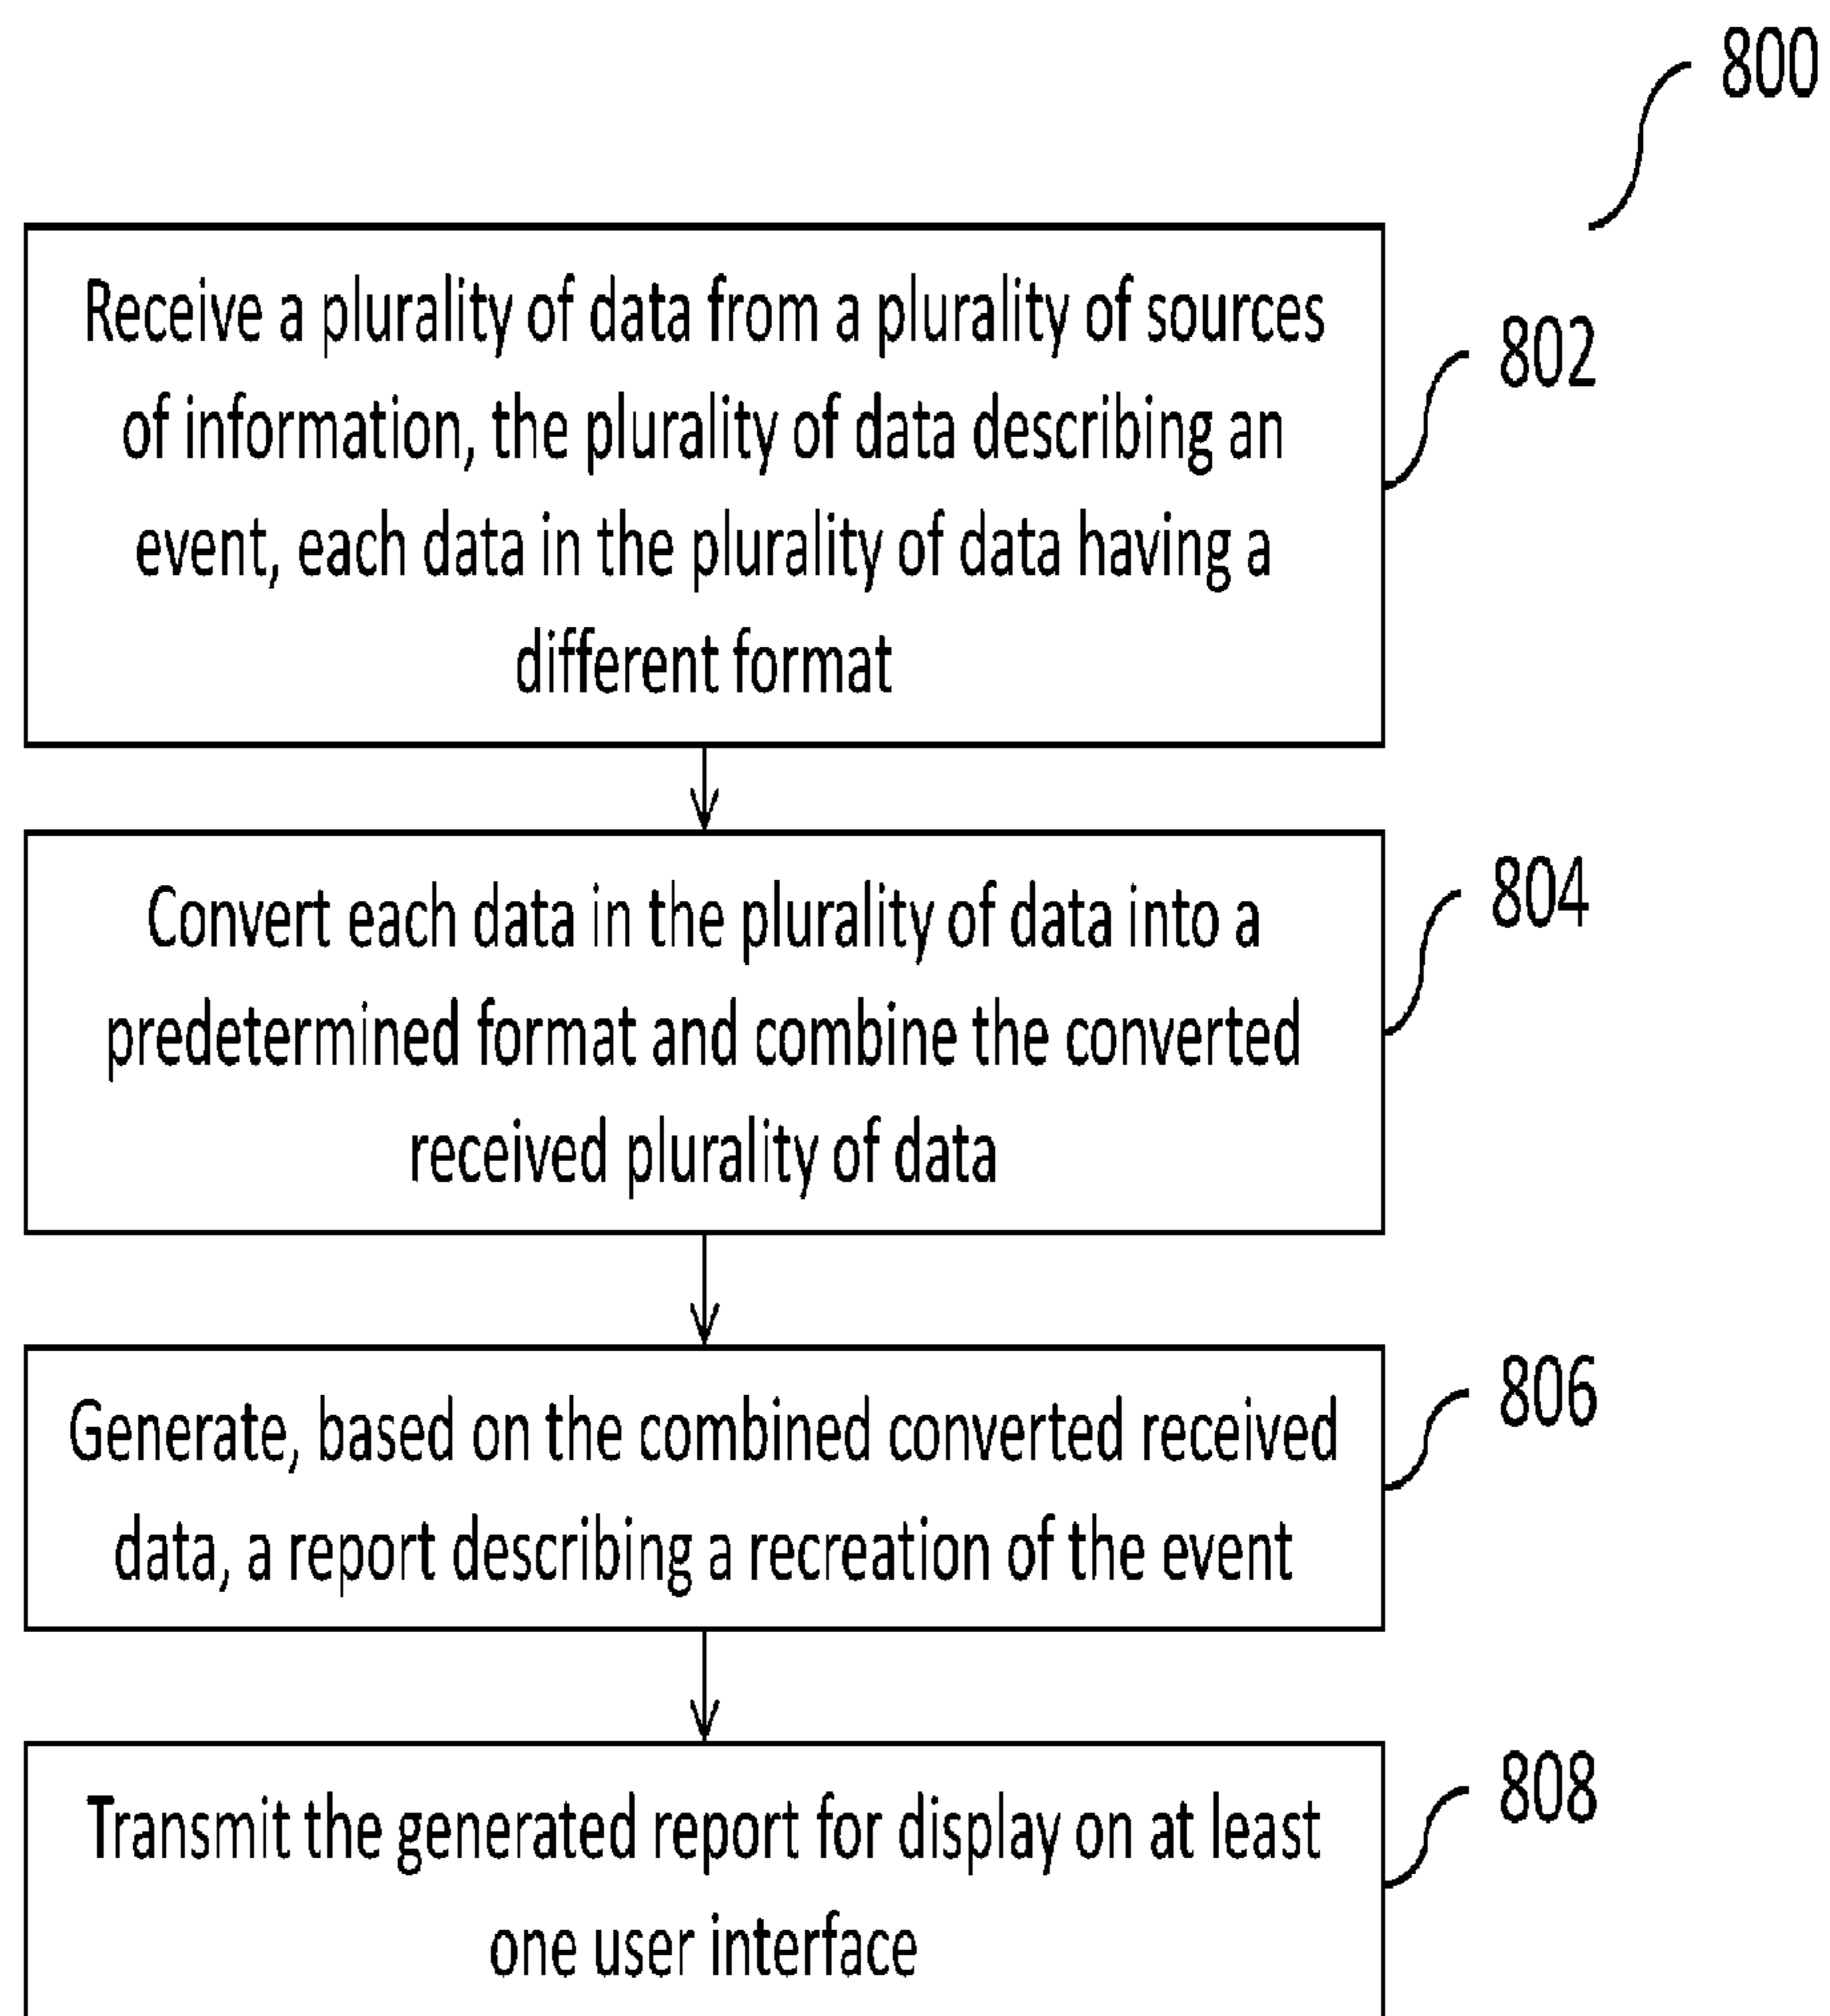 800
Receive a plurality of data from a plurality of sources
of information, the plurality of data describing an
event, each data in the plurality of data having a
different format
802
Convert each data in the plurality of data into a
predetermined format and combine the converted
received plurality of data
804
Generate, based on the combined converted received
data, a report describing a recreation of the event
806
Transmit the generated report for display on at least
one user interface
808